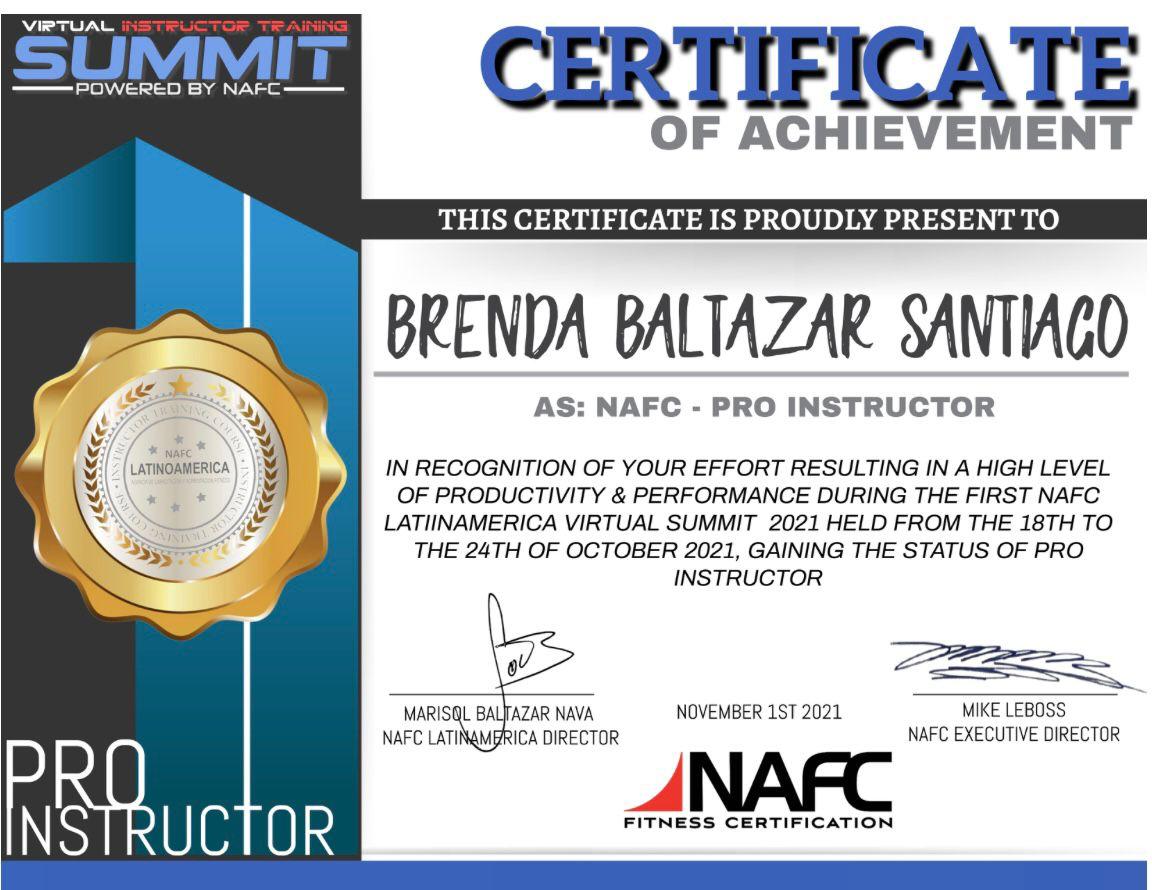 VIRTUAL INSTRUCTOR TRAINING
SUMMIT
POWERED BY NAFC
CERTIFICATE
OF ACHIEVEMENT
THIS CERTIFICATE IS PROUDLY PRESENT TO
BRENDA BALTAZAR SANTIAGO
AS: NAFC - PRO INSTRUCTOR
IN RECOGNITION OF YOUR EFFORT RESULTING IN A HIGH LEVEL
OF PRODUCTIVITY & PERFORMANCE DURING THE FIRST NAFC
LATIINAMERICA VIRTUAL SUMMIT 2021 HELD FROM THE 18TH TO
THE 24TH OF OCTOBER 2021, GAINING THE STATUS OF PRO
INSTRUCTOR
INSTRUCTOR TRAINING COURSE • INSTRUCTOR TRAINING COURSE •
NAFC
LATINOAMERICA
MARISOL BALTAZAR NAVA
NAFC LATINAMERICA DIRECTOR
NOVEMBER 1ST 2021
MIKE LEBOSS
NAFC EXECUTIVE DIRECTOR
NAFC
FITNESS CERTIFICATION
PRO
INSTRUCTOR